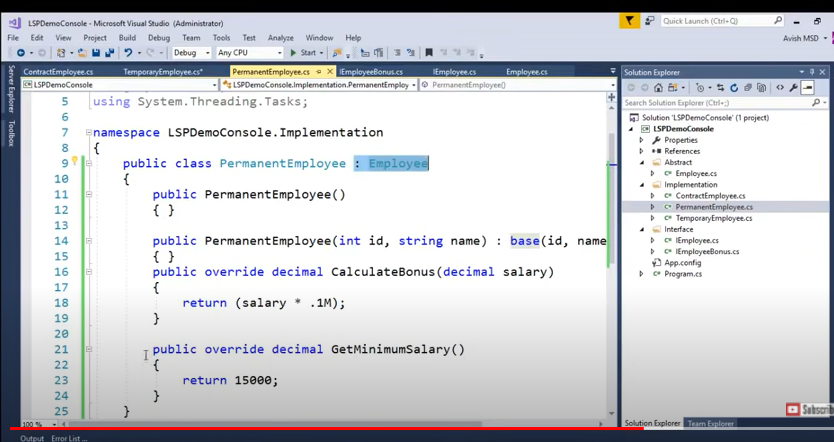 LSPDemoConsole - Microsoft Visual Studio (Administrator)
Quick Launch (Ctrl+Q)
File Edit View Project Build Debug Team Tools Test Analyze Window Help
Avish MSD
Debug Any CPU Start
ContractEmployee.cs TemporaryEmployee.cs* PermanentEmployee.cs IEmployeeBonus.cs IEmployee.cs Employee.cs
LSPDemoConsole LSPDemoConsole.Implementation.PermanentEmploy PermanentEmployee()
Server Explorer
Toolbox
5 using System.Threading.Tasks;
6
7 namespace LSPDemoConsole.Implementation
8 {
9 public class PermanentEmployee : Employee
10 {
11 public PermanentEmployee()
12 { }
13
14 public PermanentEmployee(int id, string name) : base(id, name
15 { }
16 public override decimal CalculateBonus(decimal salary)
17 {
18 return (salary * .1M);
19 }
20
21 public override decimal GetMinimumSalary()
22 {
23 return 15000;
24 }
25 }
100 %
Output Error List ...
Solution Explorer
Search Solution Explorer (Ctrl+;)
Solution 'LSPDemoConsole' (1 project)
LSPDemoConsole
Properties
References
Abstract
Employee.cs
Implementation
ContractEmployee.cs
PermanentEmployee.cs
TemporaryEmployee.cs
Interface
IEmployee.cs
IEmployeeBonus.cs
App.config
Program.cs
Subscrib
Solution Explorer Team Explorer